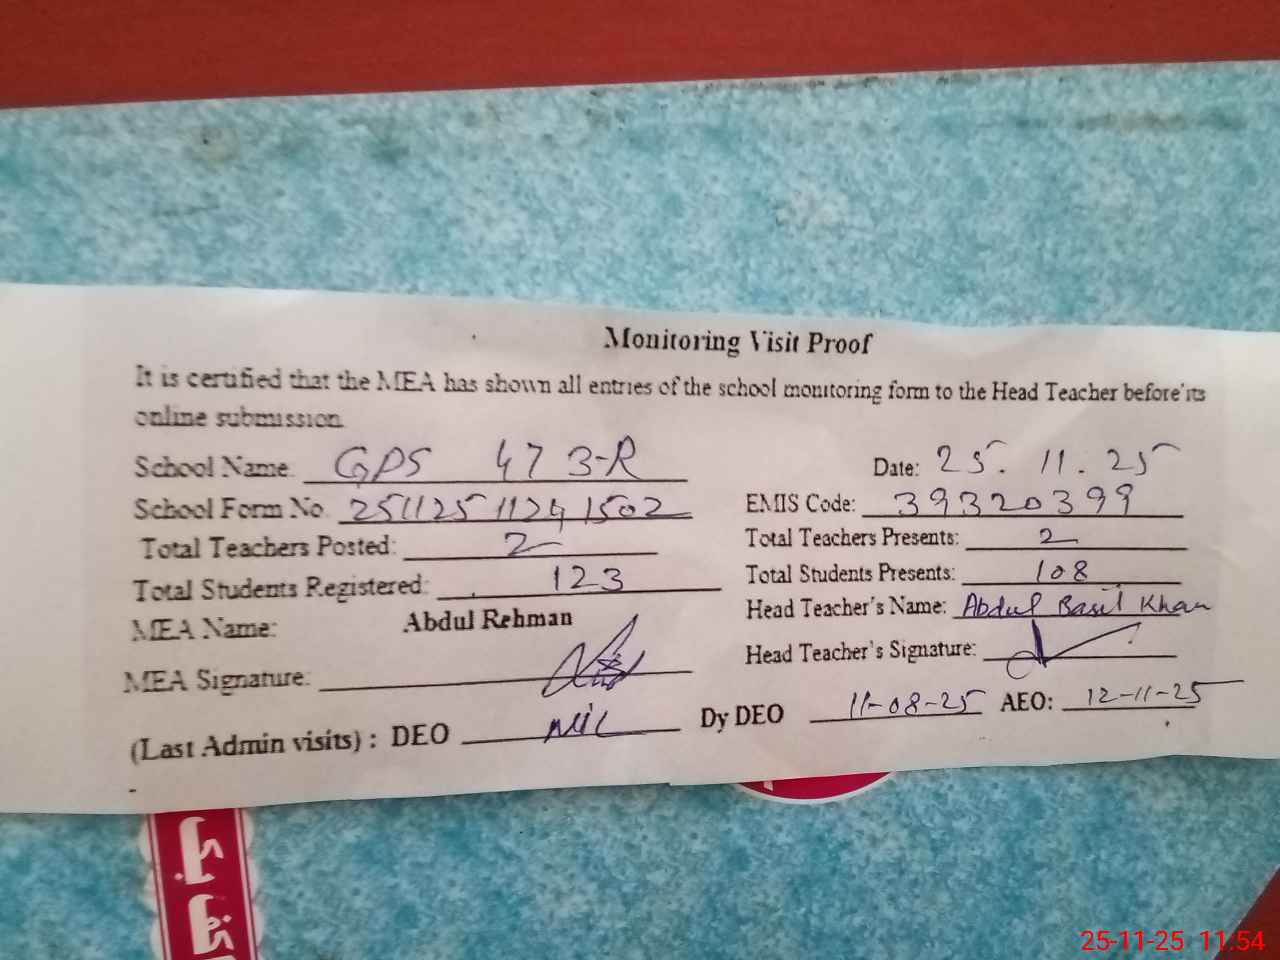 Monitoring Visit Proof
It is certified that the MEA has shown all entries of the school monitoring form to the Head Teacher before its
online submission.
School Name: GPS 473-R Date: 25.11.25
School Form No. 25112511241502 EMIS Code: 39320399
Total Teachers Posted: 2 Total Teachers Presents: 2
Total Students Registered: 123 Total Students Presents: 108
MEA Name: Abdul Rehman Head Teacher's Name: Abdul Basit Khan
MEA Signature: Head Teacher's Signature:
(Last Admin visits) : DEO Nil Dy DEO 11-08-25 AEO: 12-11-25
25-11-25 11:54